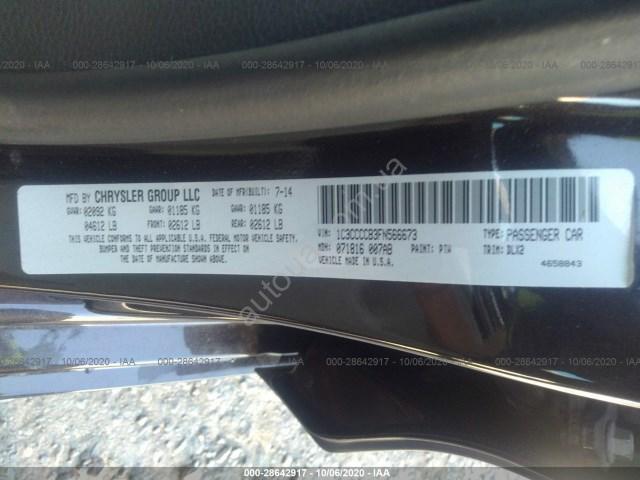 000-28642917 - 10/06/2020 - IAA
MFD BY CHRYSLER GROUP LLC
DATE OF MFR(BUILT): 7-14
GVWR: 02092 KG GAWR: 01185 KG GAWR: 01185 KG
04612 LB FRONT: 02612 LB REAR: 02612 LB
THIS VEHICLE CONFORMS TO ALL APPLICABLE U.S.A. FEDERAL MOTOR VEHICLE SAFETY,
BUMPER AND THEFT PREVENTION STANDARDS IN EFFECT
ON THE DATE OF MANUFACTURE SHOWN ABOVE.
VIN: 1C3CCCCB3FN566673 TYPE: PASSENGER CAR
MDH: 071816 007AB PAINT: PTW TRIM: DLX2
VEHICLE MADE IN U.S.A.
4658843
autoua.com.ua
000-28642917 - 10/06/2020 - IAA